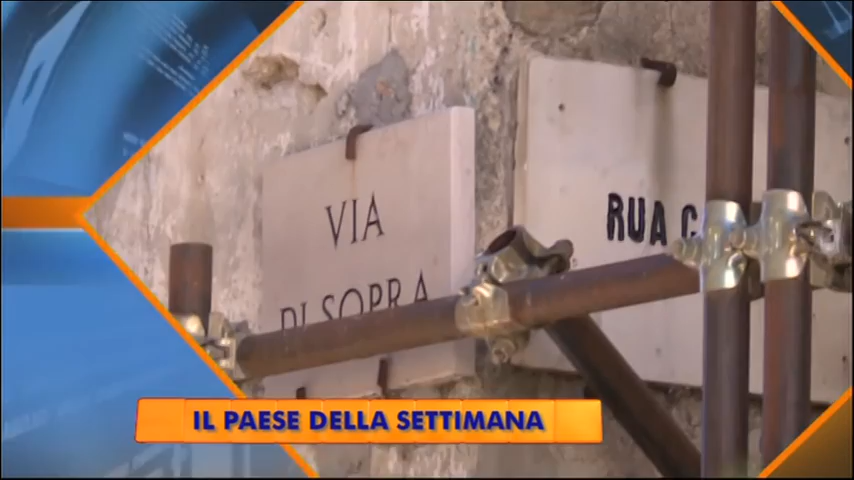 VIA
DI SOPRA
RUA C
IL PAESE DELLA SETTIMANA